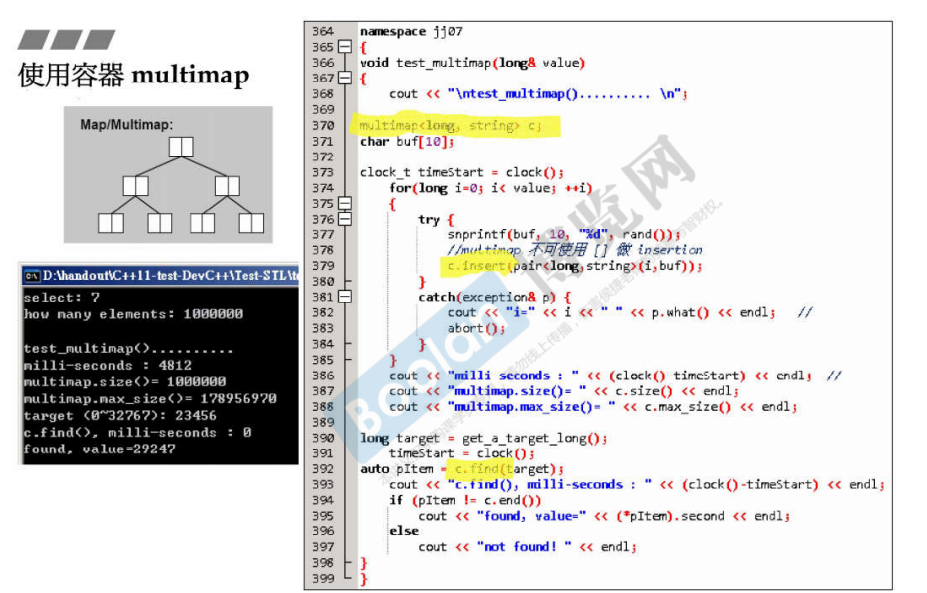 使用容器 multimap
Map/Multimap:
D:\handout\C++11-test-DevC++\Test-STL\t
select: 7
how many elements: 1000000
test_multimap()..........
milli-seconds : 4812
multimap.size()= 1000000
multimap.max_size()= 178956970
target (0~32767): 23456
c.find(), milli-seconds : 0
found, value=29247
364 namespace jj07
365 {
366 void test_multimap(long& value)
367 {
368 cout << "\ntest_multimap().......... \n";
369
370 multimap<long, string> c;
371 char buf[10];
372
373 clock_t timeStart = clock();
374 for(long i=0; i< value; ++i)
375 {
376 try {
377 snprintf(buf, 10, "%d", rand());
378 //multimap 不可使用 [] 做 insertion
379 c.insert(pair<long,string>(i,buf));
380 }
381 catch(exception& p) {
382 cout << "i=" << i << " " << p.what() << endl; //
383 abort();
384 }
385 }
386 cout << "milli seconds : " << (clock() timeStart) << endl; //
387 cout << "multimap.size()= " << c.size() << endl;
388 cout << "multimap.max_size()= " << c.max_size() << endl;
389
390 long target = get_a_target_long();
391 timeStart = clock();
392 auto pItem = c.find(target);
393 cout << "c.find(), milli-seconds : " << (clock()-timeStart) << endl;
394 if (pItem != c.end())
395 cout << "found, value=" << (*pItem).second << endl;
396 else
397 cout << "not found! " << endl;
398 }
399 }
Boolan
博览网